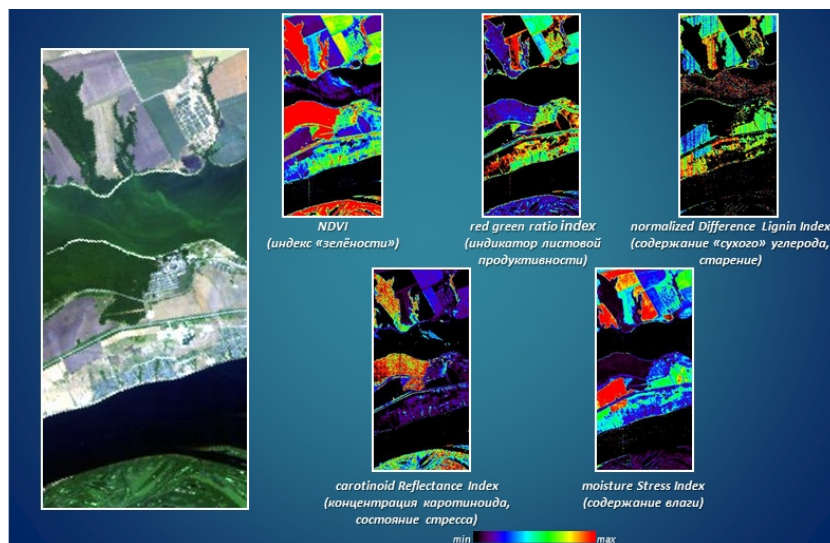 NDVI
(индекс «зелёности»)
red green ratio index
(индикатор листовой
продуктивности)
normalized Difference Lignin Index
(содержание «сухого» углерода,
старение)
carotinoid Reflectance Index
(концентрация каротиноида,
состояние стресса)
moisture Stress Index
(содержание влаги)
min max